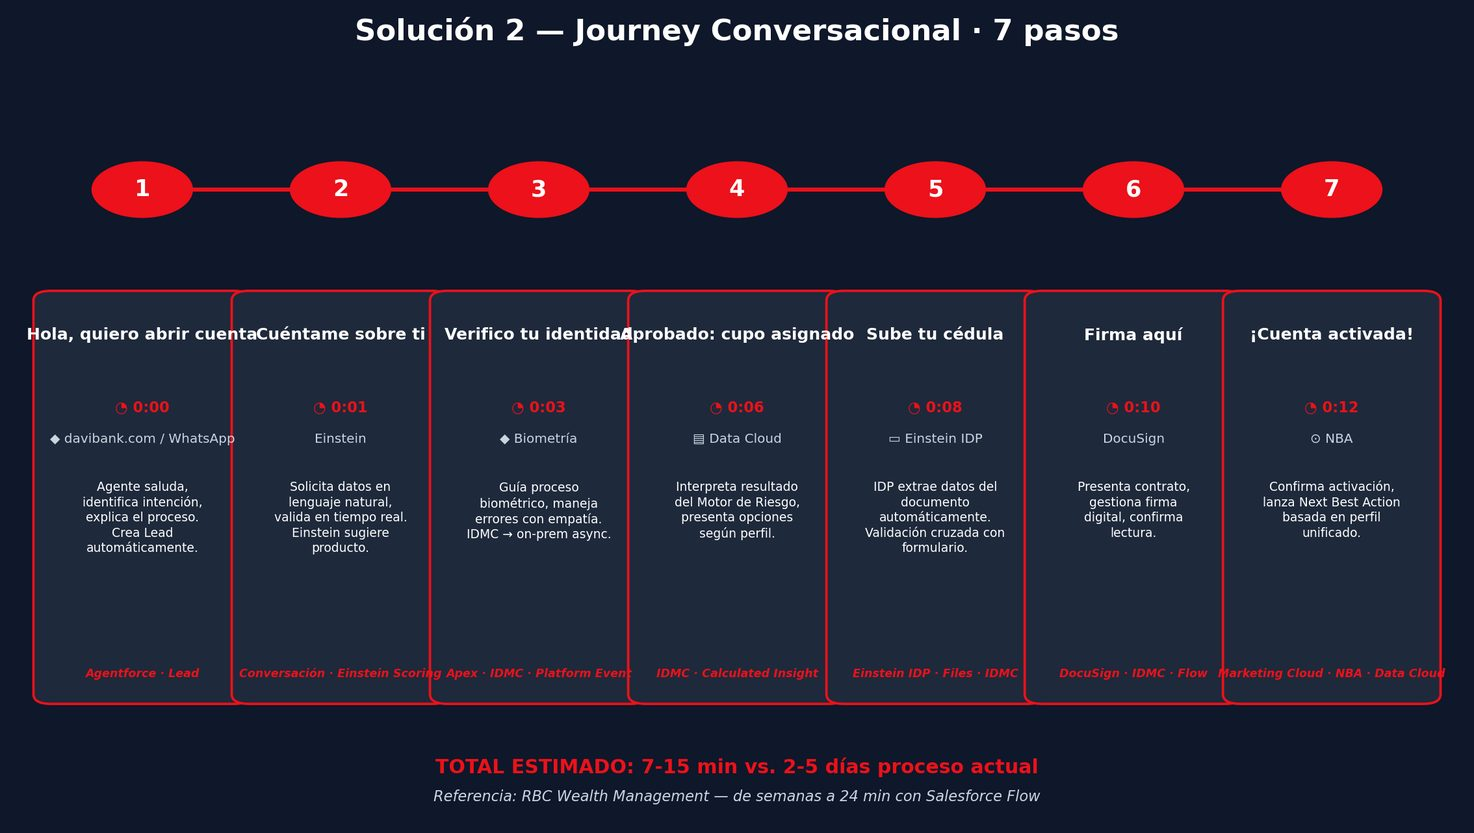 Solución 2 — Journey Conversacional · 7 pasos
1
2
3
4
5
6
7
Hola, quiero abrir cuenta
◔ 0:00
◆ davibank.com / WhatsApp
Agente saluda,
identifica intención,
explica el proceso.
Crea Lead
automáticamente.
Agentforce · Lead
Cuéntame sobre ti
◔ 0:01
Einstein
Solicita datos en
lenguaje natural,
valida en tiempo real.
Einstein sugiere
producto.
Conversación · Einstein Scoring
Verifico tu identidad
◔ 0:03
◆ Biometría
Guía proceso
biométrico, maneja
errores con empatía.
IDMC → on-prem async.
Apex · IDMC · Platform Event
Aprobado: cupo asignado
◔ 0:06
▤ Data Cloud
Interpreta resultado
del Motor de Riesgo,
presenta opciones
según perfil.
IDMC · Calculated Insight
Sube tu cédula
◔ 0:08
▭ Einstein IDP
IDP extrae datos del
documento
automáticamente.
Validación cruzada con
formulario.
Einstein IDP · Files · IDMC
Firma aquí
◔ 0:10
DocuSign
Presenta contrato,
gestiona firma
digital, confirma
lectura.
DocuSign · IDMC · Flow
¡Cuenta activada!
◔ 0:12
⊙ NBA
Confirma activación,
lanza Next Best Action
basada en perfil
unificado.
Marketing Cloud · NBA · Data Cloud
TOTAL ESTIMADO: 7-15 min vs. 2-5 días proceso actual
Referencia: RBC Wealth Management — de semanas a 24 min con Salesforce Flow